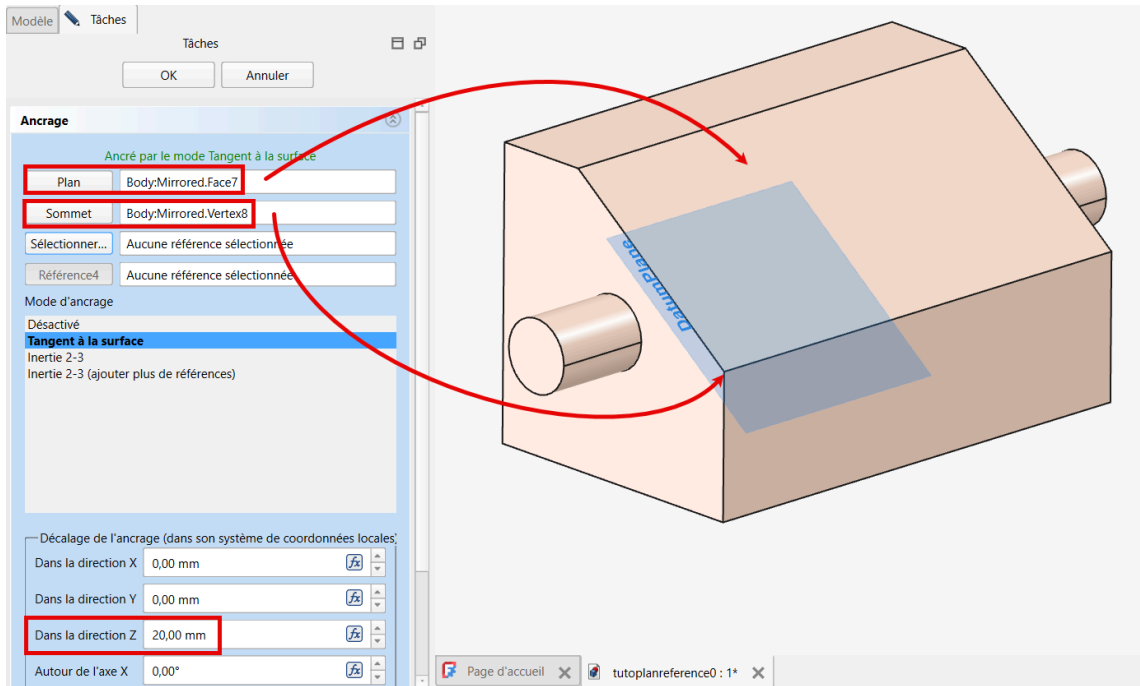 Modèle
Tâches
Tâches
OK Annuler
Ancrage
Ancré par le mode Tangent à la surface
Plan Body:Mirrored.Face7
Sommet Body:Mirrored.Vertex8
Sélectionner... Aucune référence sélectionnée
Référence4 Aucune référence sélectionnée
Mode d'ancrage
Désactivé
Tangent à la surface
Inertie 2-3
Inertie 2-3 (ajouter plus de références)
Décalage de l'ancrage (dans son système de coordonnées locales)
Dans la direction X 0,00 mm fx
Dans la direction Y 0,00 mm fx
Dans la direction Z 20,00 mm fx
Autour de l'axe X 0,00° fx
DatumPlane
Page d'accueil
tutoplanreference0 : 1*